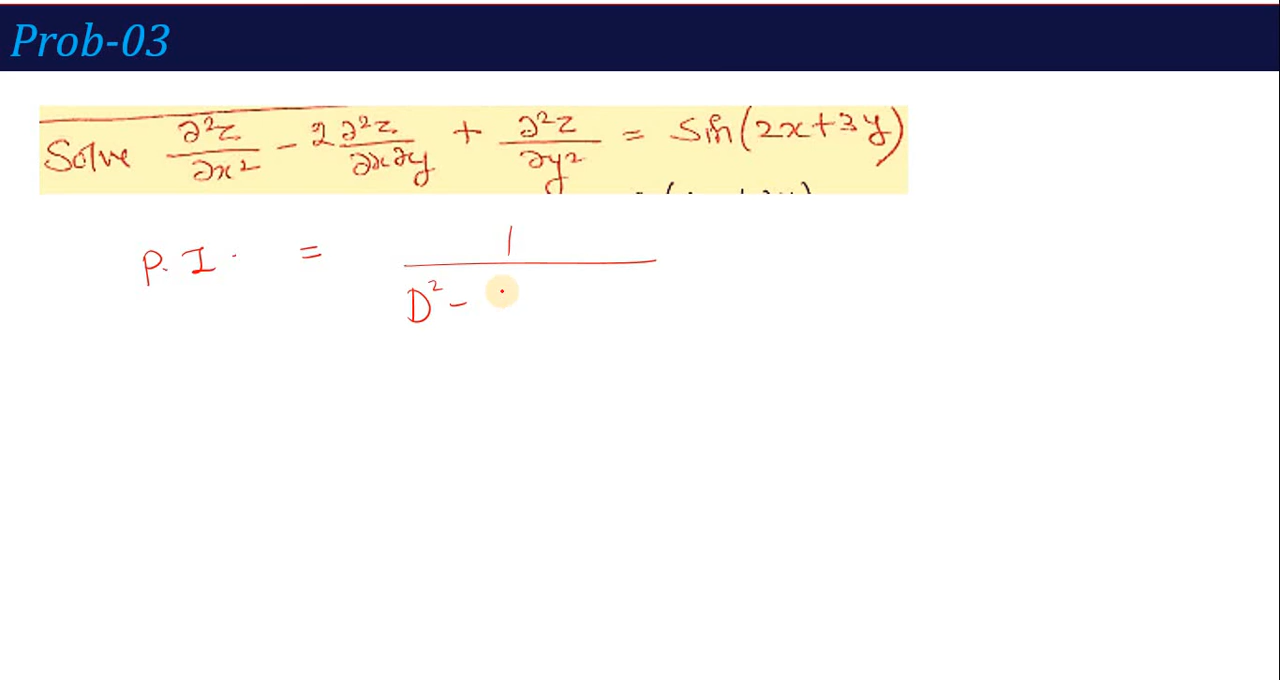 Prob-03
Solve ∂²z/∂x² - 2 ∂²z/∂x∂y + ∂²z/∂y² = Sin(2x+3y)
P.I. = 1/D² -